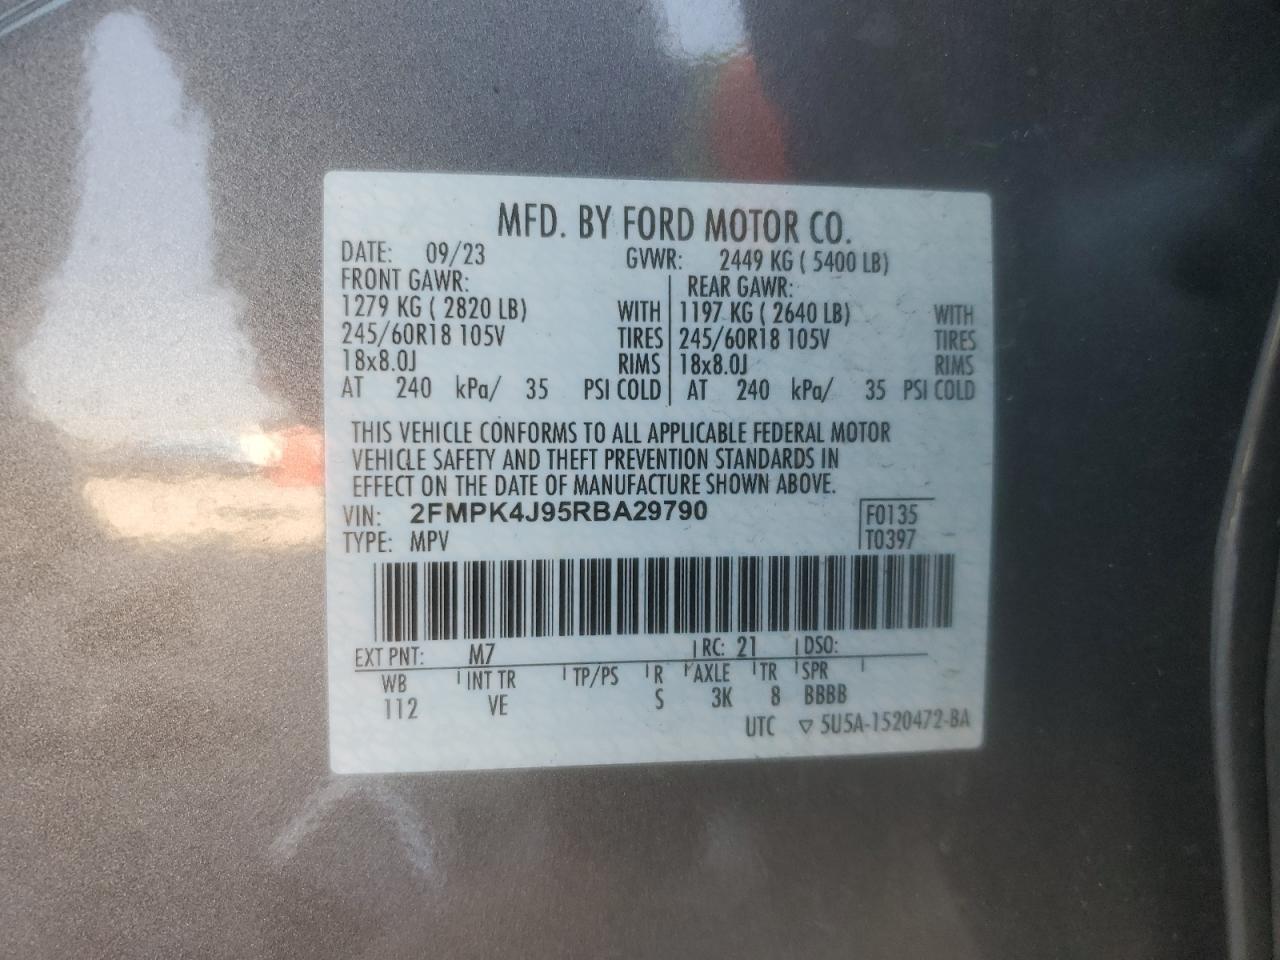 MFD. BY FORD MOTOR CO.
DATE: 09/23 GVWR: 2449 KG ( 5400 LB)
FRONT GAWR: REAR GAWR:
1279 KG ( 2820 LB) WITH 1197 KG ( 2640 LB) WITH
245/60R18 105V TIRES 245/60R18 105V TIRES
18x8.0J RIMS 18x8.0J RIMS
AT 240 kPa/ 35 PSI COLD AT 240 kPa/ 35 PSI COLD
THIS VEHICLE CONFORMS TO ALL APPLICABLE FEDERAL MOTOR
VEHICLE SAFETY AND THEFT PREVENTION STANDARDS IN
EFFECT ON THE DATE OF MANUFACTURE SHOWN ABOVE.
VIN: 2FMPK4J95RBA29790 F0135
TYPE: MPV T0397
EXT PNT: M7 RC: 21 DSO:
WB INT TR TP/PS R AXLE TR SPR
112 VE S 3K 8 BBBB
UTC ▽ 5U5A-1520472-BA